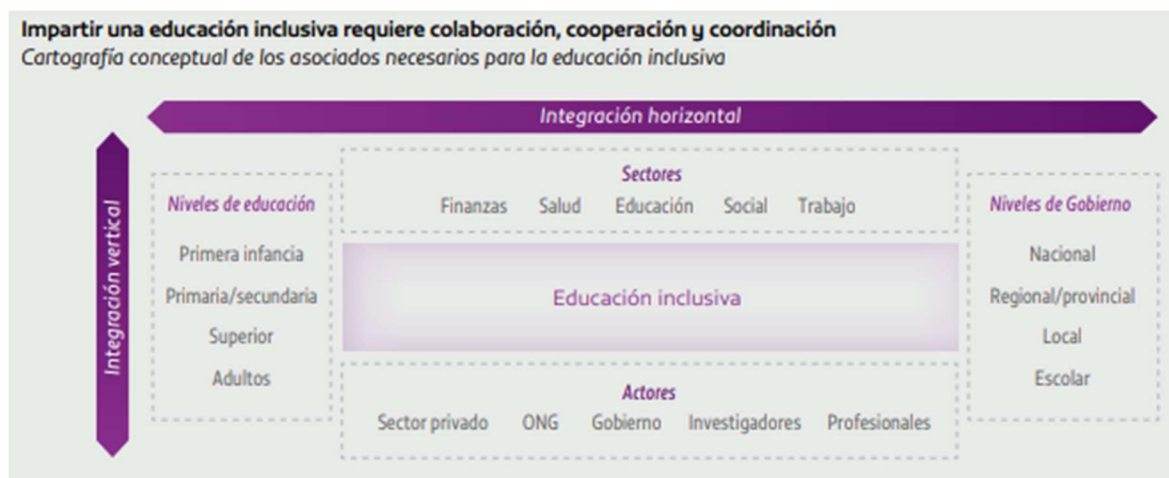 Impartir una educación inclusiva requiere colaboración, cooperación y coordinación
Cartografía conceptual de los asociados necesarios para la educación inclusiva
Integración horizontal
Integración vertical
Niveles de educación
Primera infancia
Primaria/secundaria
Superior
Adultos
Sectores
Finanzas Salud Educación Social Trabajo
Educación inclusiva
Actores
Sector privado ONG Gobierno Investigadores Profesionales
Niveles de Gobierno
Nacional
Regional/provincial
Local
Escolar